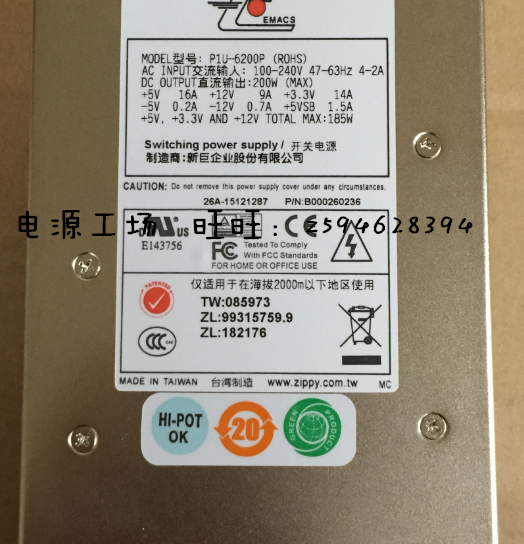 EMACS
MODEL型号: P1U-6200P (ROHS)
AC INPUT交流输入: 100-240V 47-63Hz 4-2A
DC OUTPUT直流输出: 200W (MAX)
+5V 16A +12V 9A +3.3V 14A
-5V 0.2A -12V 0.7A +5VSB 1.5A
+5V, +3.3V AND +12V TOTAL MAX:185W
Switching power supply / 开关电源
制造商:新巨企业股份有限公司
CAUTION: Do not remove this power supply cover under any circumstances.
26A-15121287 P/N:B000260236
电源工场 旺旺: z594628394
US
E143756
FC Tested To Comply
With FCC Standards
FOR HOME OR OFFICE USE
CE
仅适用于在海拔2000m以下地区使用
PATENTED
TW:085973
ZL:99315759.9
ZL:182176
CCC
MADE IN TAIWAN 台湾制造 www.zippy.com.tw MC
HI-POT
OK
20
GREEN PRODUCT